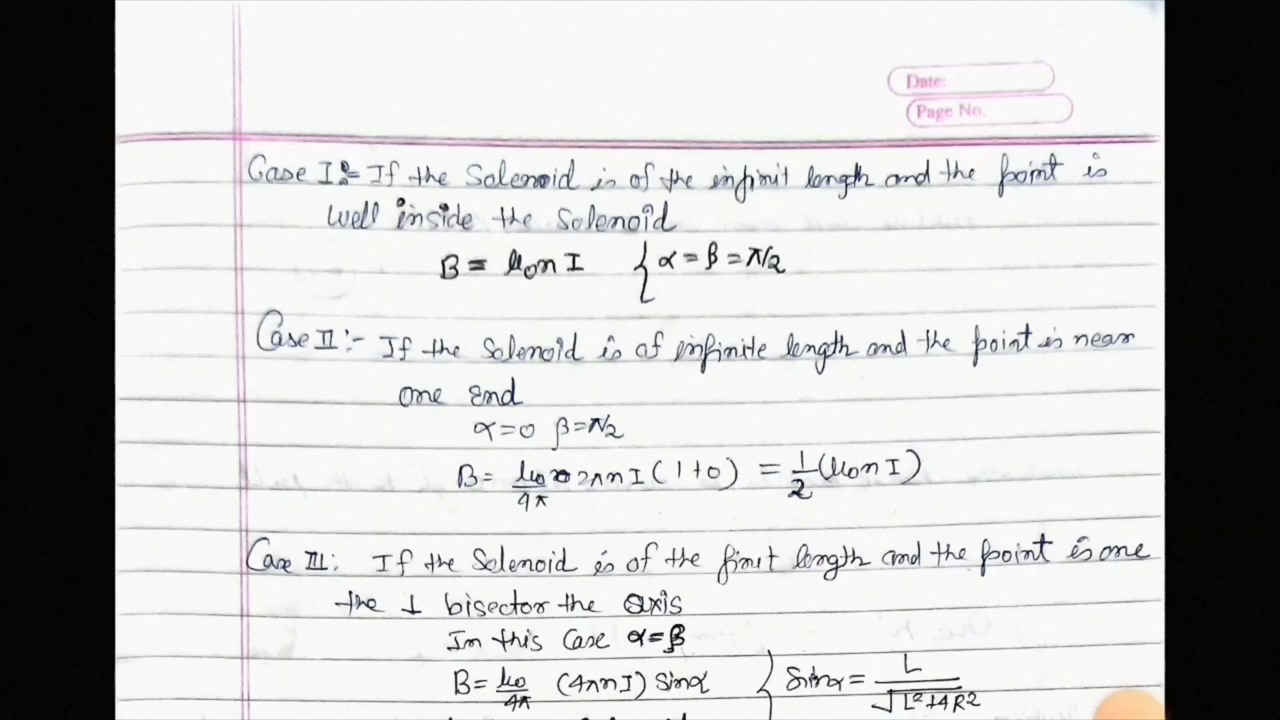 Date:
Page No.
Case I:- If the Solenoid is of the infinit length and the point is
well inside the Solenoid
B = μ₀nI { α = β = π/2
Case II:- If the Solenoid is of infinite length and the point is near
one end
α=0 β=π/2
B = μ₀/4π 2πnI (1+0) = 1/2 (μ₀nI)
Case III: If the Solenoid is of the finit length and the point is one
the ⊥ bisector the axis
In this Case α=β
B = μ₀/4π (4πnI) Sinα } Sinα = L/√L²+4R²